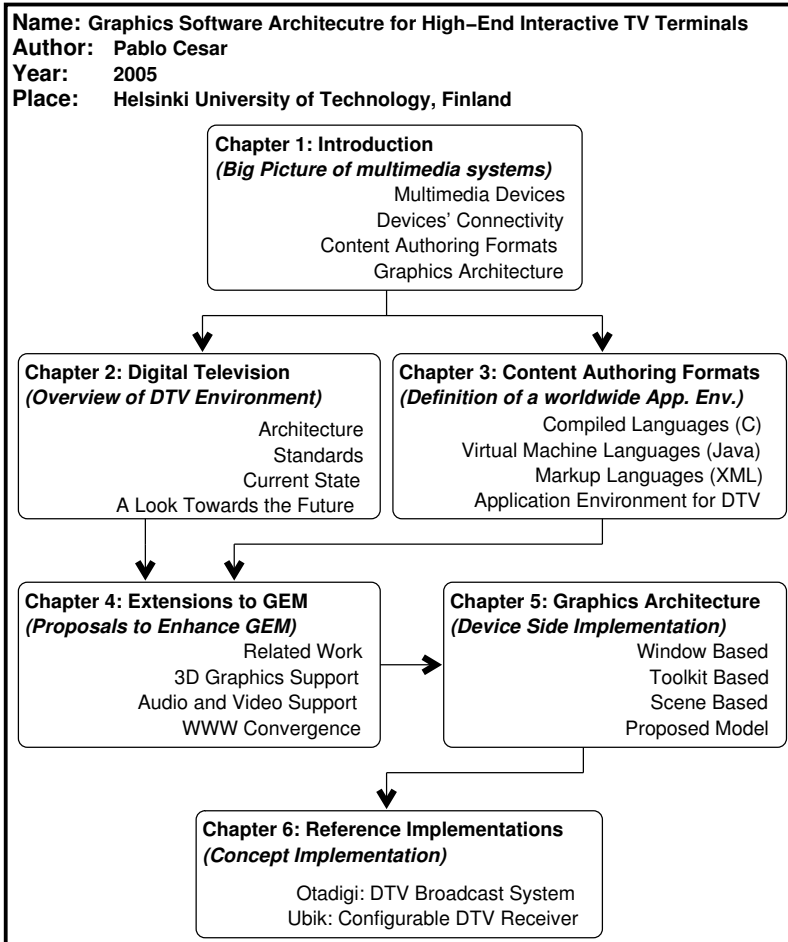 Name: Graphics Software Architecutre for High−End Interactive TV Terminals
Author: Pablo Cesar
Year: 2005
Place: Helsinki University of Technology, Finland
Chapter 1: Introduction
(Big Picture of multimedia systems)
Multimedia Devices
Devices' Connectivity
Content Authoring Formats
Graphics Architecture
Chapter 2: Digital Television
(Overview of DTV Environment)
Architecture
Standards
Current State
A Look Towards the Future
Chapter 3: Content Authoring Formats
(Definition of a worldwide App. Env.)
Compiled Languages (C)
Virtual Machine Languages (Java)
Markup Languages (XML)
Application Environment for DTV
Chapter 4: Extensions to GEM
(Proposals to Enhance GEM)
Related Work
3D Graphics Support
Audio and Video Support
WWW Convergence
Chapter 5: Graphics Architecture
(Device Side Implementation)
Window Based
Toolkit Based
Scene Based
Proposed Model
Chapter 6: Reference Implementations
(Concept Implementation)
Otadigi: DTV Broadcast System
Ubik: Configurable DTV Receiver